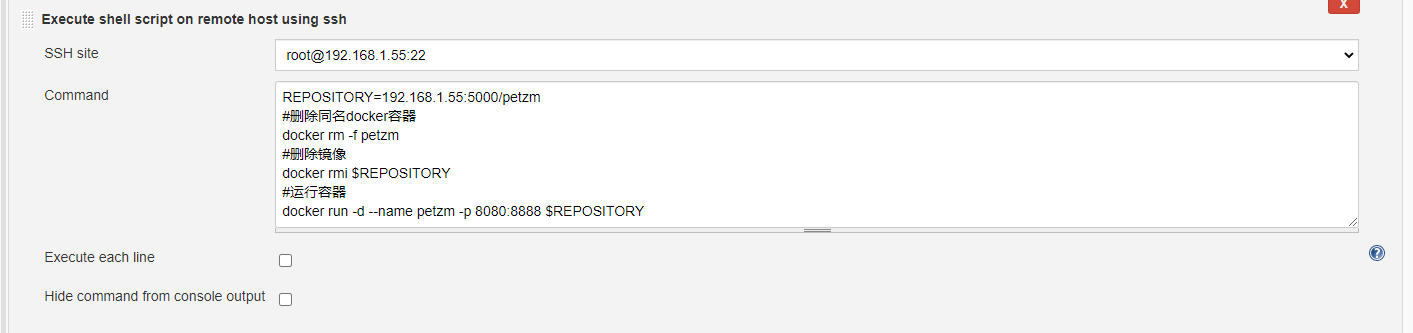 X
Execute shell script on remote host using ssh
SSH site
root@192.168.1.55:22
Command
REPOSITORY=192.168.1.55:5000/petzm
#删除同名docker容器
docker rm -f petzm
#删除镜像
docker rmi $REPOSITORY
#运行容器
docker run -d --name petzm -p 8080:8888 $REPOSITORY
Execute each line
?
Hide command from console output